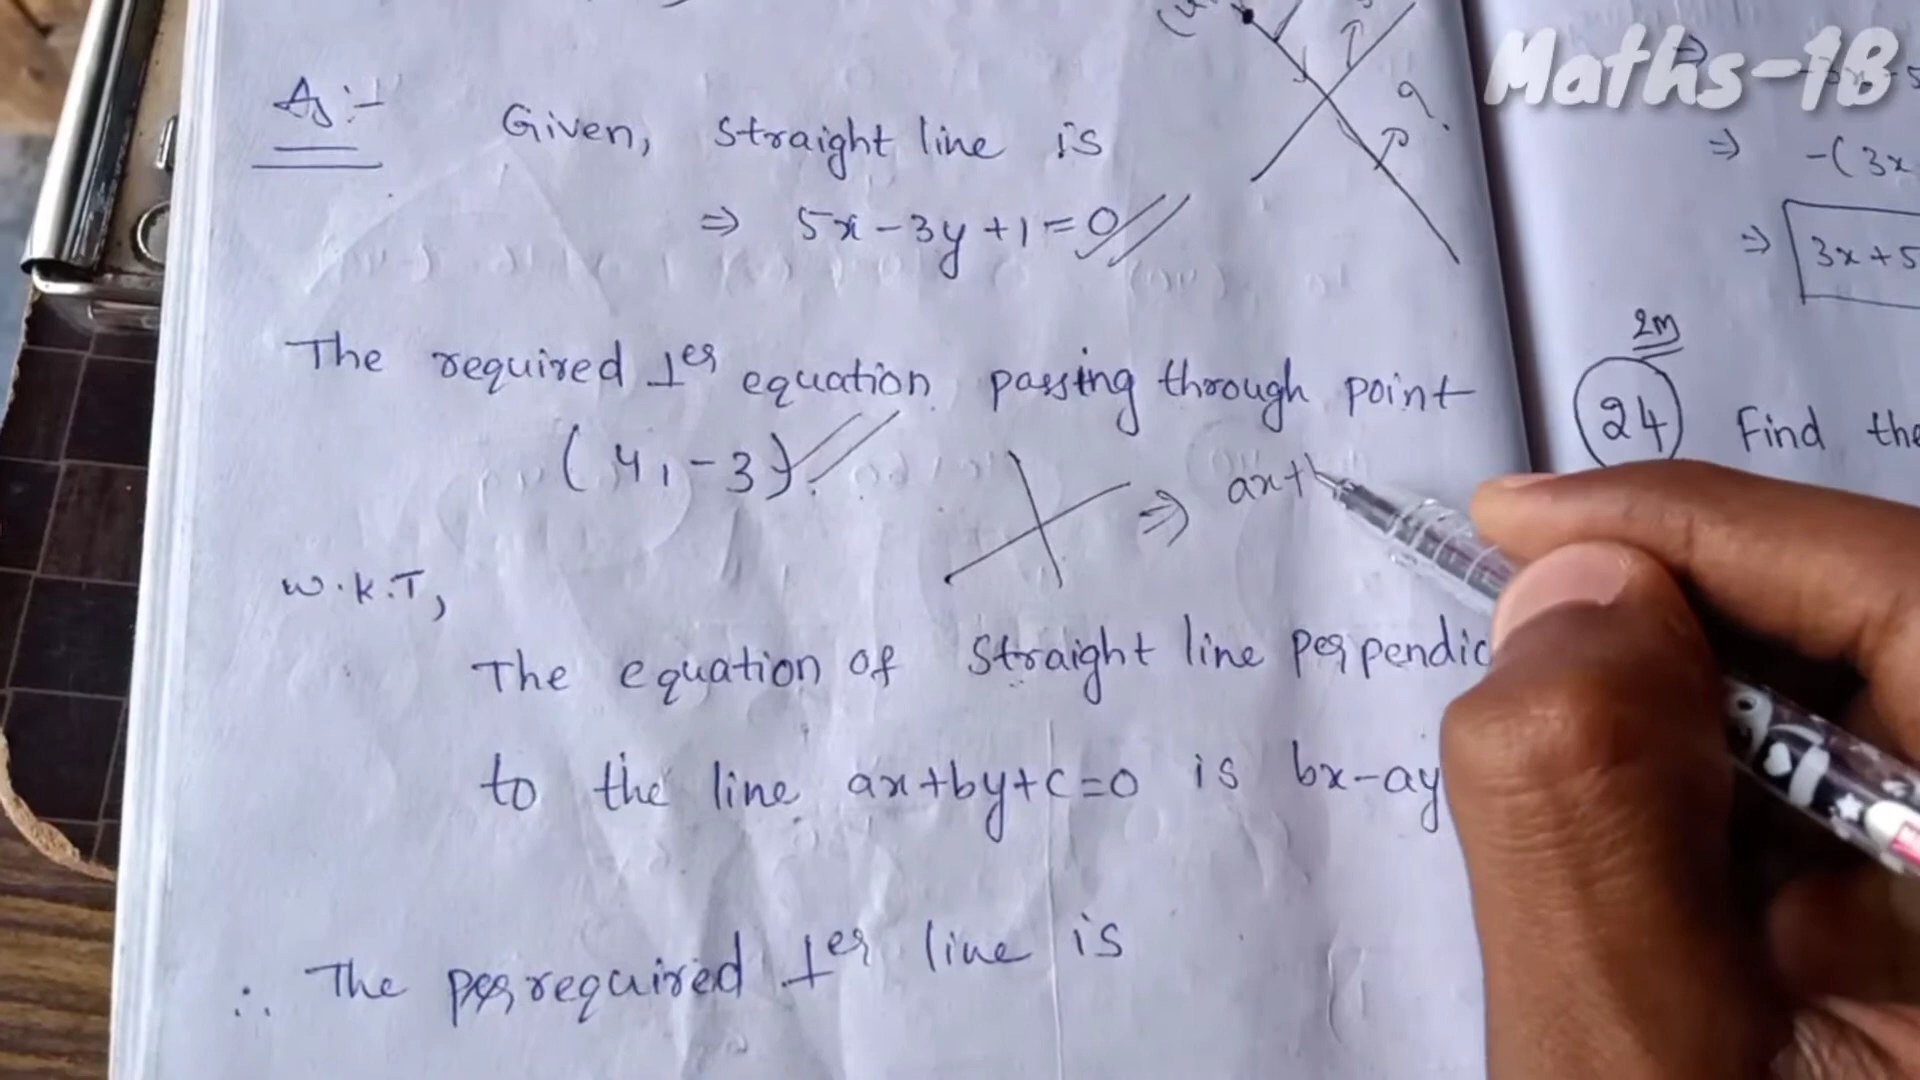 Maths-1B
Given, straight line is
⇒ 5x-3y+1=0
The required ⊥er equation passing through point
(4,-3)
⇒ ax+
W.K.T,
The equation of straight line perpendic
to the line ax+by+c=0 is bx-ay
∴ The required ⊥er line is
?
⇒ -(3x
⇒ 3x+5
2m
24 Find the